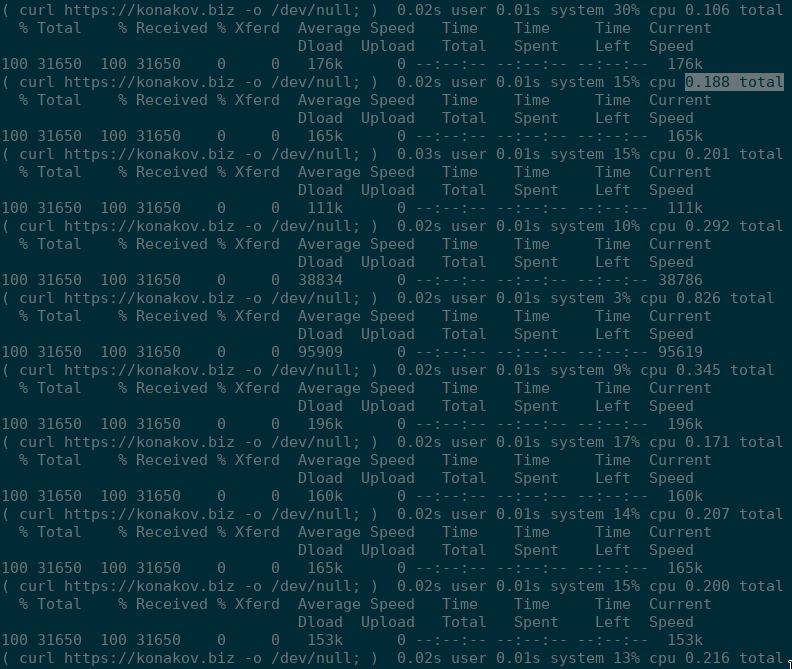 ( curl https://konakov.biz -o /dev/null; )  0.02s user 0.01s system 30% cpu 0.106 total
  % Total    % Received % Xferd  Average Speed   Time    Time     Time  Current
                                 Dload  Upload   Total   Spent    Left  Speed
100 31650  100 31650    0     0   176k      0 --:--:-- --:--:-- --:--:--  176k
( curl https://konakov.biz -o /dev/null; )  0.02s user 0.01s system 15% cpu 0.188 total
  % Total    % Received % Xferd  Average Speed   Time    Time     Time  Current
                                 Dload  Upload   Total   Spent    Left  Speed
100 31650  100 31650    0     0   165k      0 --:--:-- --:--:-- --:--:--  165k
( curl https://konakov.biz -o /dev/null; )  0.03s user 0.01s system 15% cpu 0.201 total
  % Total    % Received % Xferd  Average Speed   Time    Time     Time  Current
                                 Dload  Upload   Total   Spent    Left  Speed
100 31650  100 31650    0     0   111k      0 --:--:-- --:--:-- --:--:--  111k
( curl https://konakov.biz -o /dev/null; )  0.02s user 0.01s system 10% cpu 0.292 total
  % Total    % Received % Xferd  Average Speed   Time    Time     Time  Current
                                 Dload  Upload   Total   Spent    Left  Speed
100 31650  100 31650    0     0  38834      0 --:--:-- --:--:-- --:--:-- 38786
( curl https://konakov.biz -o /dev/null; )  0.02s user 0.01s system 3% cpu 0.826 total
  % Total    % Received % Xferd  Average Speed   Time    Time     Time  Current
                                 Dload  Upload   Total   Spent    Left  Speed
100 31650  100 31650    0     0  95909      0 --:--:-- --:--:-- --:--:-- 95619
( curl https://konakov.biz -o /dev/null; )  0.02s user 0.01s system 9% cpu 0.345 total
  % Total    % Received % Xferd  Average Speed   Time    Time     Time  Current
                                 Dload  Upload   Total   Spent    Left  Speed
100 31650  100 31650    0     0   196k      0 --:--:-- --:--:-- --:--:--  196k
( curl https://konakov.biz -o /dev/null; )  0.02s user 0.01s system 17% cpu 0.171 total
  % Total    % Received % Xferd  Average Speed   Time    Time     Time  Current
                                 Dload  Upload   Total   Spent    Left  Speed
100 31650  100 31650    0     0   160k      0 --:--:-- --:--:-- --:--:--  160k
( curl https://konakov.biz -o /dev/null; )  0.02s user 0.01s system 14% cpu 0.207 total
  % Total    % Received % Xferd  Average Speed   Time    Time     Time  Current
                                 Dload  Upload   Total   Spent    Left  Speed
100 31650  100 31650    0     0   165k      0 --:--:-- --:--:-- --:--:--  165k
( curl https://konakov.biz -o /dev/null; )  0.02s user 0.01s system 15% cpu 0.200 total
  % Total    % Received % Xferd  Average Speed   Time    Time     Time  Current
                                 Dload  Upload   Total   Spent    Left  Speed
100 31650  100 31650    0     0   153k      0 --:--:-- --:--:-- --:--:--  153k
( curl https://konakov.biz -o /dev/null; )  0.02s user 0.01s system 13% cpu 0.216 total